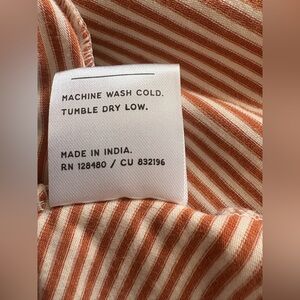 MACHINE WASH COLD.
TUMBLE DRY LOW.
MADE IN INDIA.
RN 128480 / CU 832196